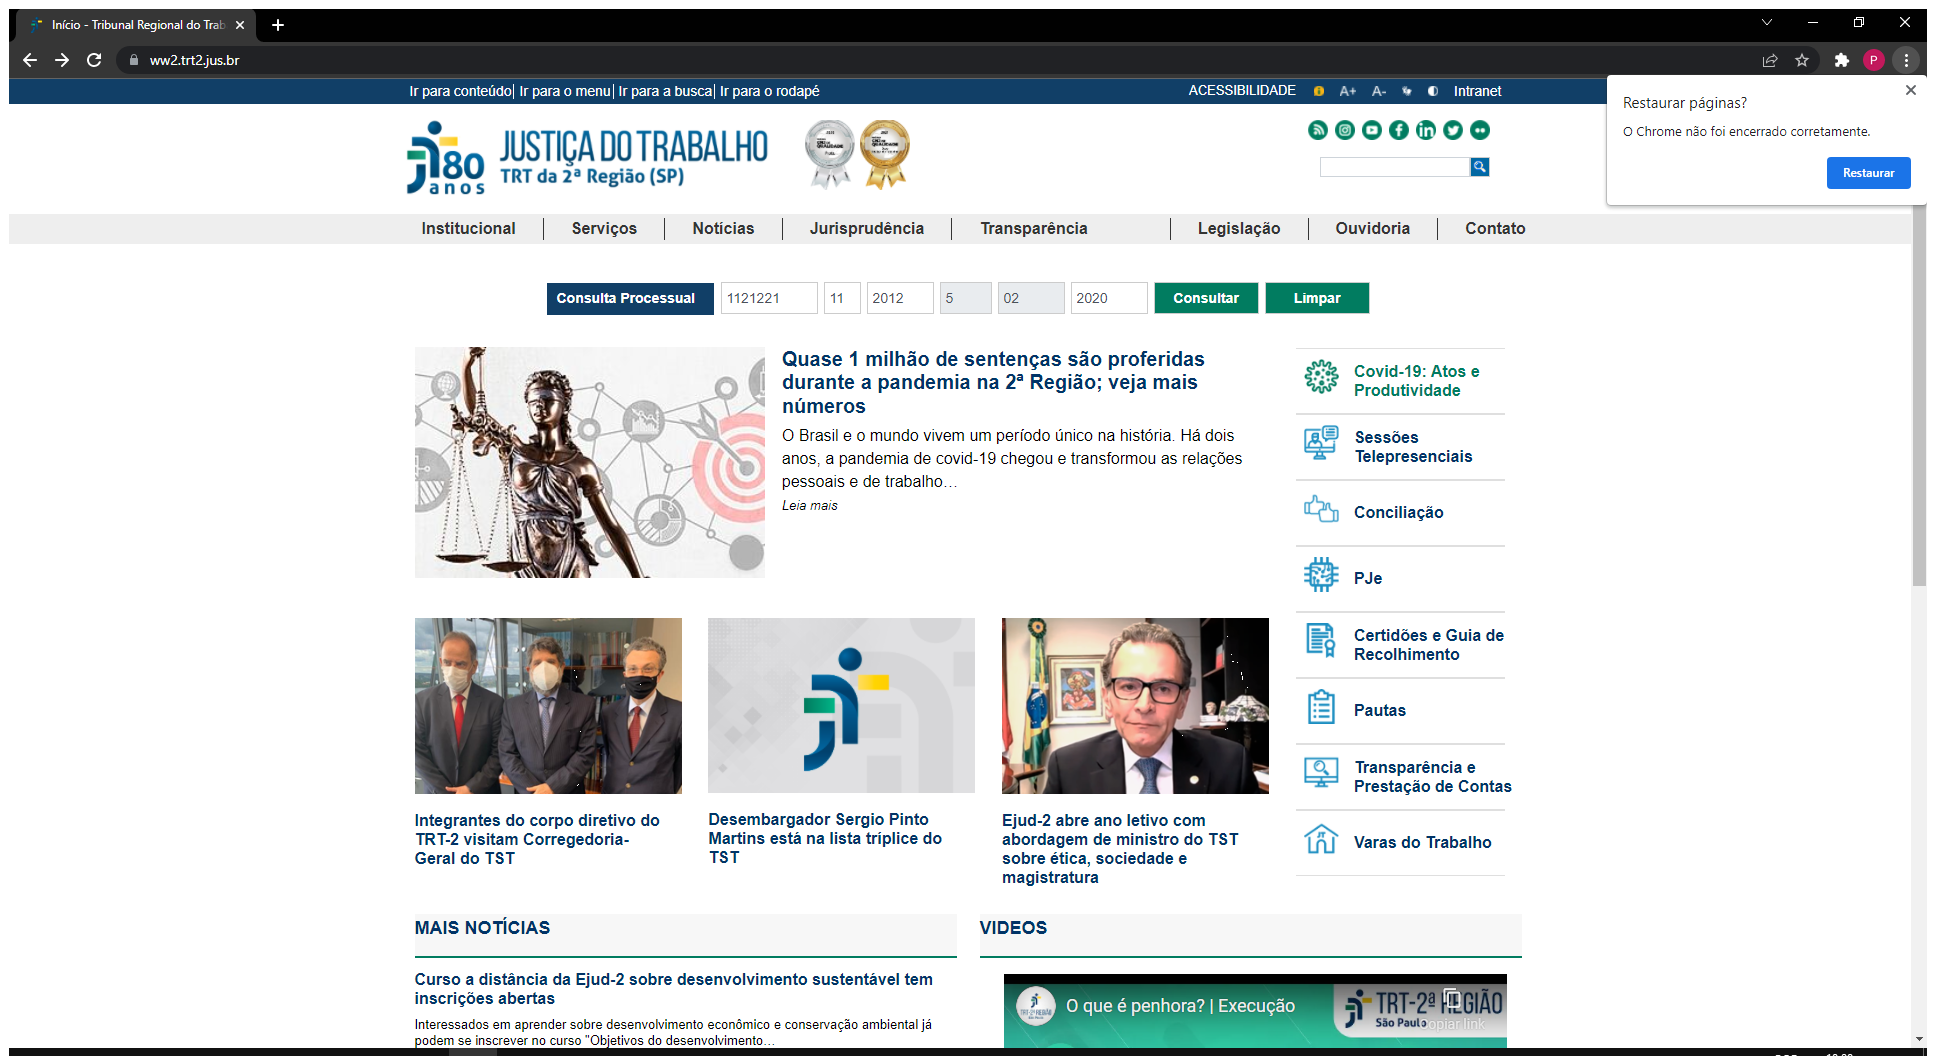 Início - Tribunal Regional do Trab
ww2.trt2.jus.br
Restaurar páginas?
O Chrome não foi encerrado corretamente.
Restaurar
P
Ir para conteúdo| Ir para o menu| Ir para a busca| Ir para o rodapé
ACESSIBILIDADE A+ A- Intranet
80 anos
JUSTIÇA DO TRABALHO
TRT da 2ª Região (SP)
Institucional Serviços Notícias Jurisprudência Transparência Legislação Ouvidoria Contato
Consulta Processual 1121221 11 2012 5 02 2020 Consultar Limpar
Quase 1 milhão de sentenças são proferidas
durante a pandemia na 2ª Região; veja mais
números
O Brasil e o mundo vivem um período único na história. Há dois
anos, a pandemia de covid-19 chegou e transformou as relações
pessoais e de trabalho…
Leia mais
Covid-19: Atos e
Produtividade
Sessões
Telepresenciais
Conciliação
PJe
Certidões e Guia de
Recolhimento
Pautas
Transparência e
Prestação de Contas
Varas do Trabalho
Integrantes do corpo diretivo do
TRT-2 visitam Corregedoria-
Geral do TST
Desembargador Sergio Pinto
Martins está na lista tríplice do
TST
Ejud-2 abre ano letivo com
abordagem de ministro do TST
sobre ética, sociedade e
magistratura
MAIS NOTÍCIAS
Curso a distância da Ejud-2 sobre desenvolvimento sustentável tem
inscrições abertas
Interessados em aprender sobre desenvolvimento econômico e conservação ambiental já
podem se inscrever no curso "Objetivos do desenvolvimento…
VIDEOS
O que é penhora? | Execução
TRT-2ª REGIÃO
São Paulo
opiar link